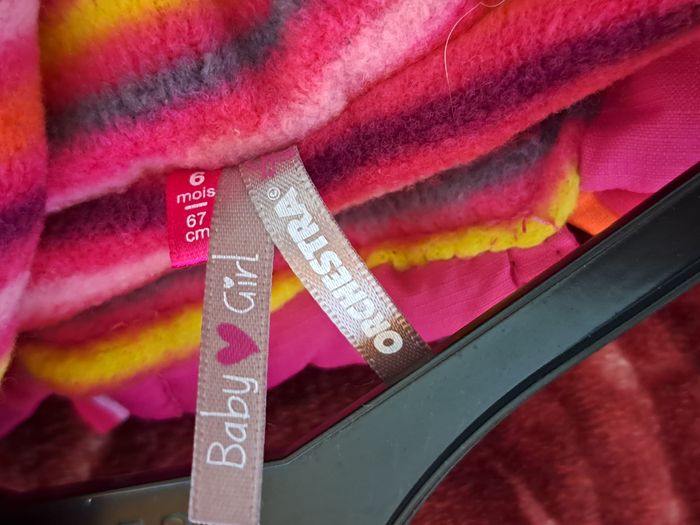 6
mois
67
cm
Baby Girl
ORCHESTRA©